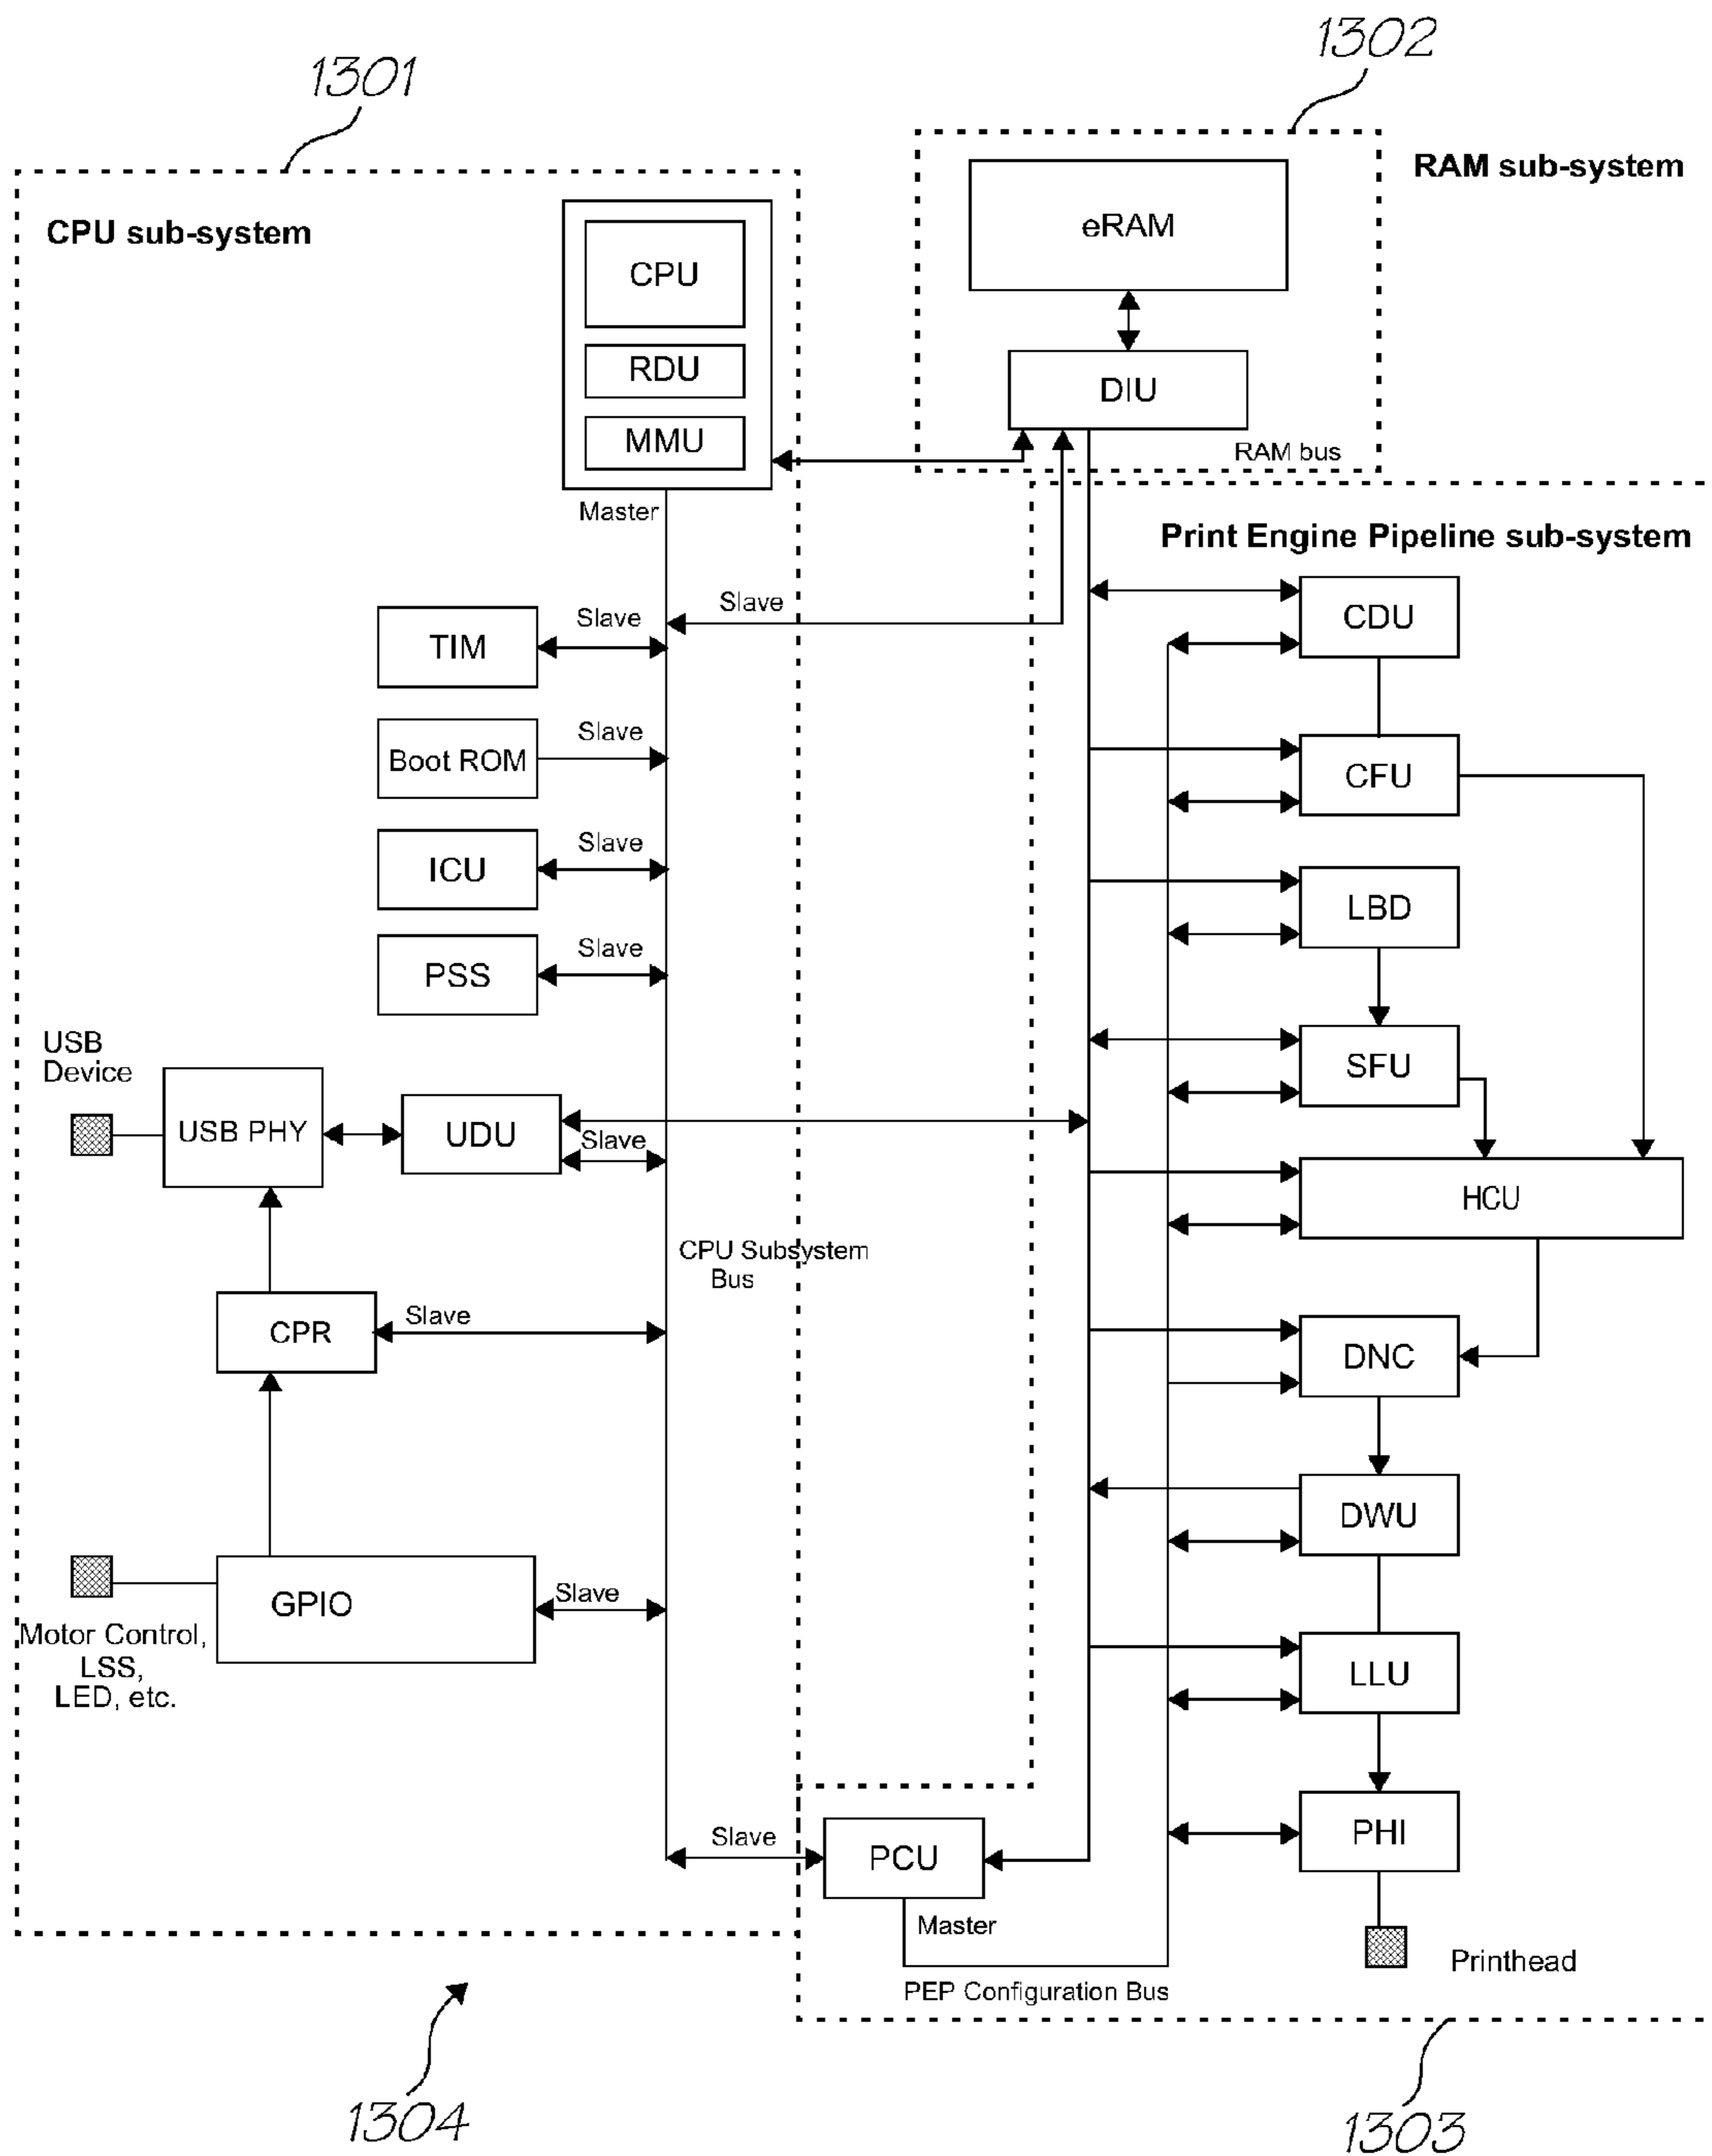 1301
1302
RAM sub-system
CPU sub-system
eRAM
CPU
RDU
MMU
DIU
RAM bus
Master
Print Engine Pipeline sub-system
Slave
CDU
TIM
Slave
Boot ROM
Slave
CFU
ICU
Slave
LBD
PSS
Slave
USB
Device
SFU
USB PHY
UDU
Slave
HCU
CPU Subsystem
Bus
CPR
Slave
DNC
DWU
GPIO
Slave
Motor Control,
LSS,
LED, etc.
LLU
PHI
Slave
PCU
Master
Printhead
PEP Configuration Bus
1304
1303